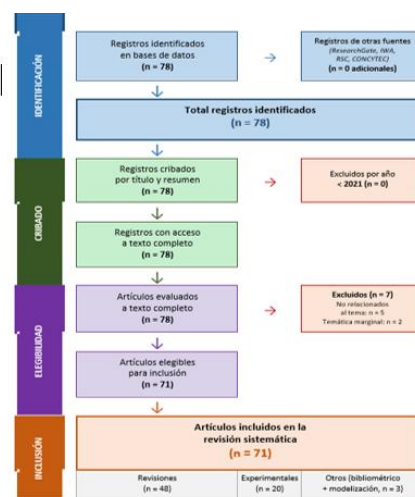 IDENTIFICACIÓN
Registros identificados
en bases de datos
(n = 78)
Registros de otras fuentes
(ResearchGate, IWA,
RSC, CONCYTEC)
(n = 0 adicionales)
Total registros identificados
(n = 78)
CRIBADO
Registros cribados
por título y resumen
(n = 78)
Excluidos por año
< 2021 (n = 0)
Registros con acceso
a texto completo
(n = 78)
ELEGIBILIDAD
Artículos evaluados
a texto completo
(n = 78)
Excluidos (n = 7)
No relacionados
al tema: n = 5
Temática marginal: n = 2
Artículos elegibles
para inclusión
(n = 71)
INCLUSIÓN
Artículos incluidos en la
revisión sistemática
(n = 71)
Revisiones
(n = 48)
Experimentales
(n = 20)
Otros (bibliométrico
+ modelización, n = 3)